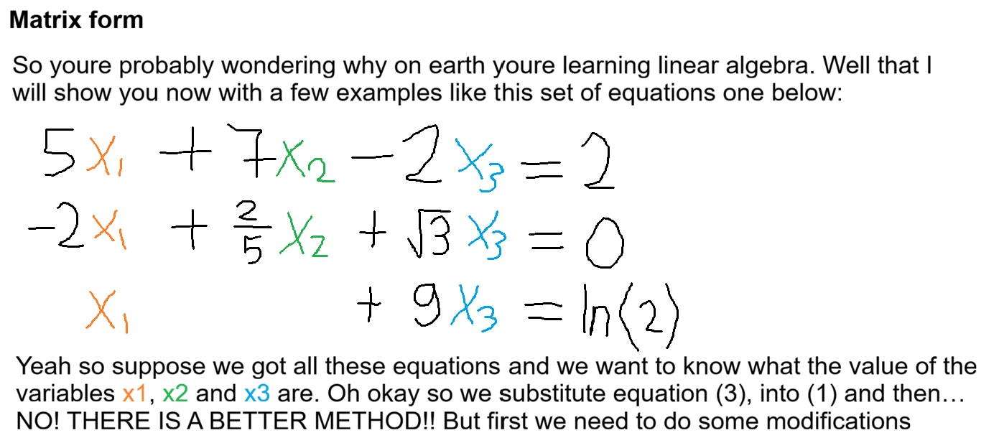 Matrix form
So youre probably wondering why on earth youre learning linear algebra. Well that I
will show you now with a few examples like this set of equations one below:
5x₁ + 7x₂ − 2x₃ = 2
−2x₁ + 2/5 x₂ + √3 x₃ = 0
x₁ + 9x₃ = ln(2)
Yeah so suppose we got all these equations and we want to know what the value of the
variables x1, x2 and x3 are. Oh okay so we substitute equation (3), into (1) and then…
NO! THERE IS A BETTER METHOD!! But first we need to do some modifications